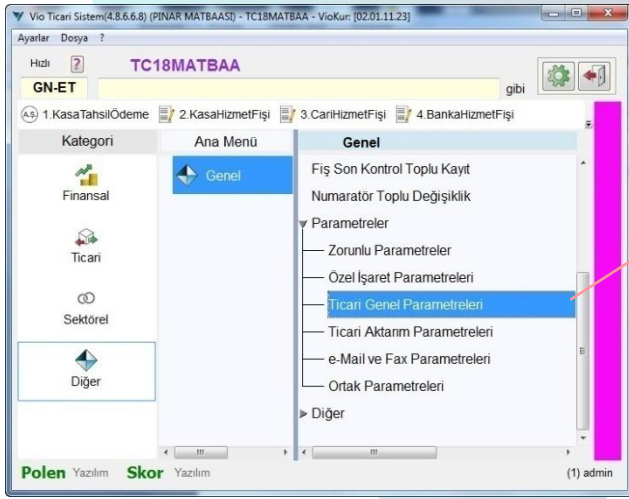 Vio Ticari Sistem(4.8.6.6.8) (PINAR MATBAASI) - TC18MATBAA - VioKur: [02.01.11.23]
Ayarlar Dosya ?
Hızlı ? TC18MATBAA
GN-ET gibi
A.S. 1.KasaTahsilÖdeme 2.KasaHizmetFişi 3.CariHizmetFişi 4.BankaHizmetFişi
Kategori Ana Menü Genel
Finansal
Ticari
Sektörel
Diğer
Genel
Fiş Son Kontrol Toplu Kayıt
Numaratör Toplu Değişiklik
Parametreler
Zorunlu Parametreler
Özel İşaret Parametreleri
Ticari Genel Parametreleri
Ticari Aktarım Parametreleri
e-Mail ve Fax Parametreleri
Ortak Parametreleri
Diğer
Polen Yazılım Skor Yazılım (1) admin